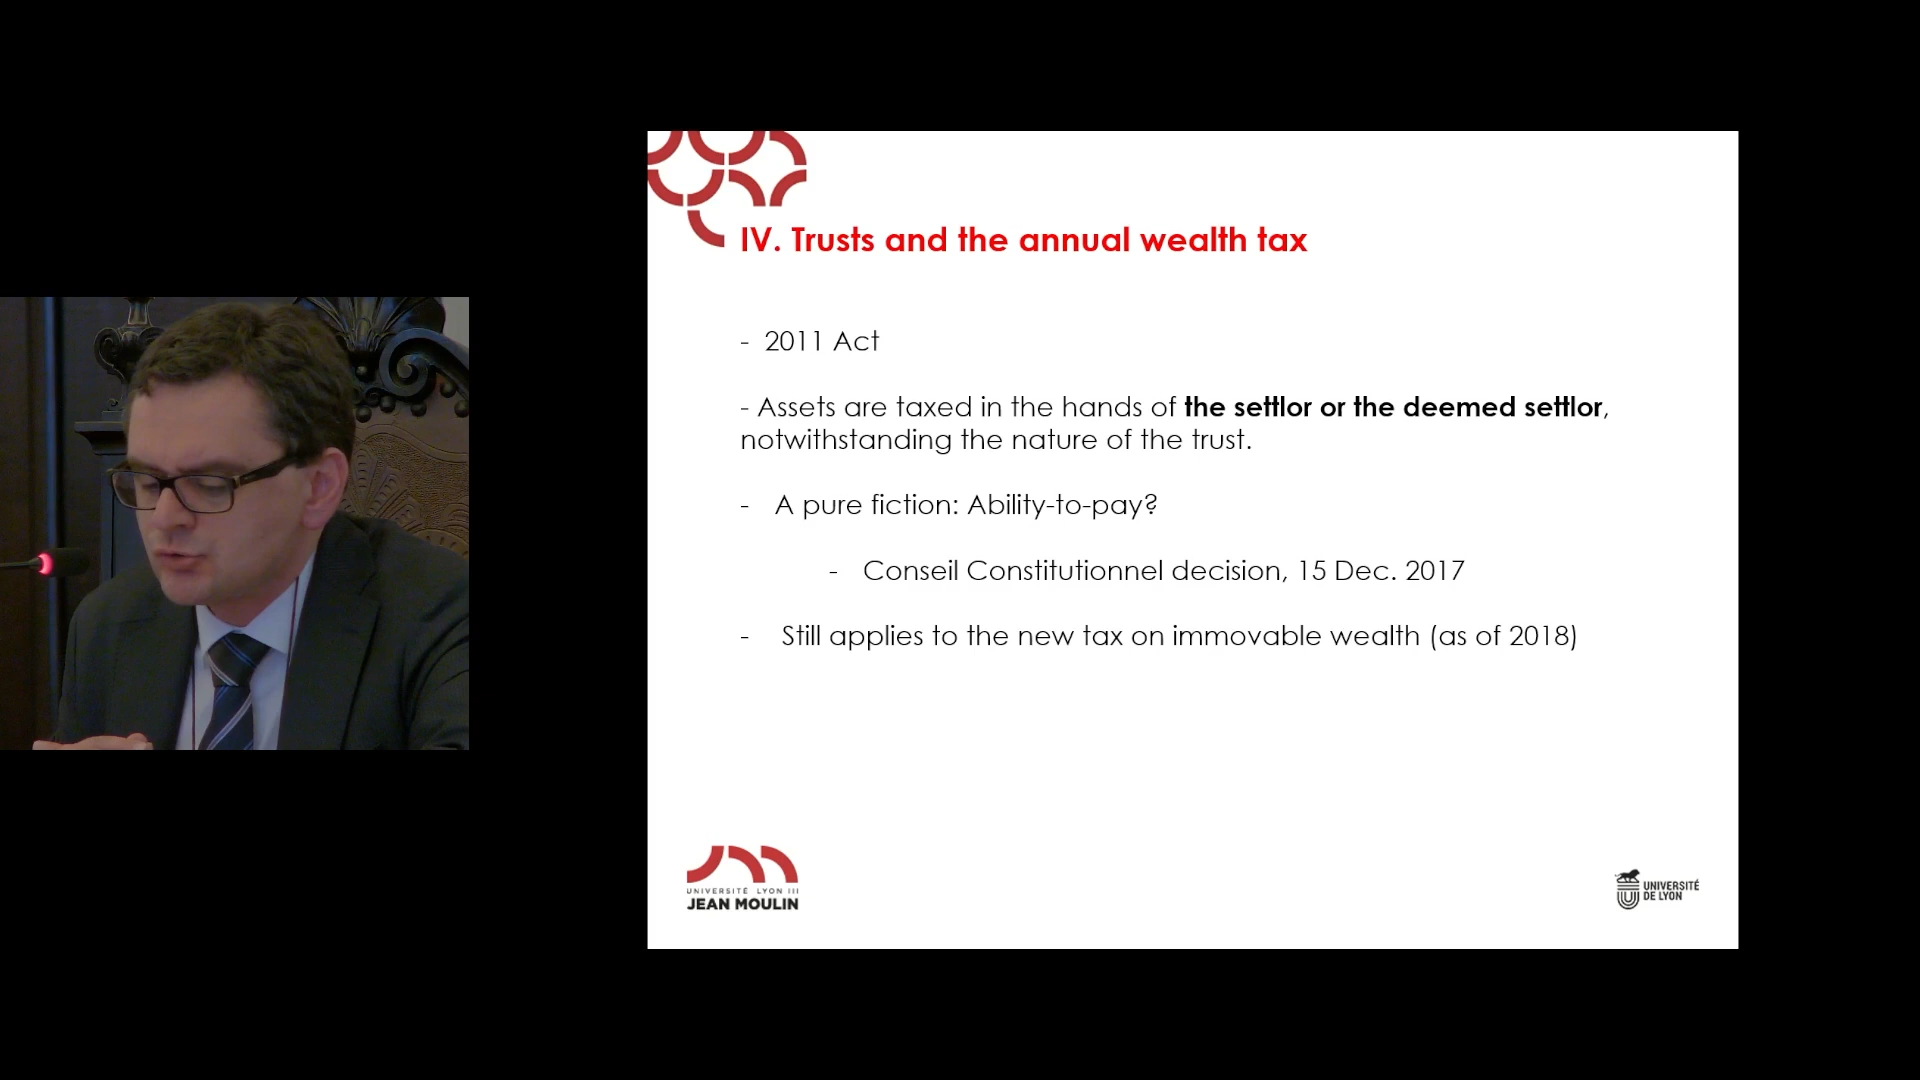 IV. Trusts and the annual wealth tax
- 2011 Act
- Assets are taxed in the hands of the settlor or the deemed settlor,
notwithstanding the nature of the trust.
- A pure fiction: Ability-to-pay?
- Conseil Constitutionnel decision, 15 Dec. 2017
- Still applies to the new tax on immovable wealth (as of 2018)
UNIVERSITÉ LYON III
JEAN MOULIN
UNIVERSITÉ
DE LYON